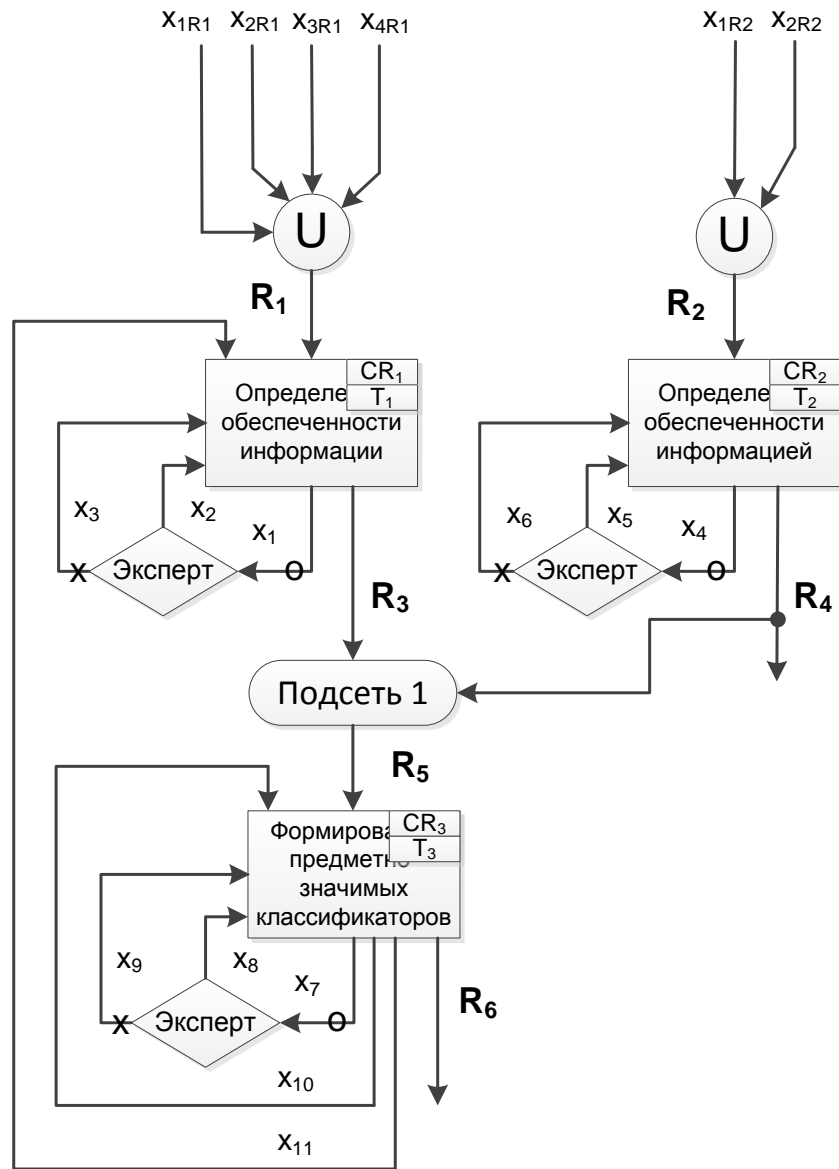 x1R1 x2R1 x3R1 x4R1
x1R2 x2R2
U
U
R1
R2
CR1
T1
Определе
обеспеченности
информации
CR2
T2
Определе
обеспеченности
информацией
x3
x2
x1
x Эксперт o
R3
x6
x5
x4
x Эксперт o
R4
Подсеть 1
R5
CR3
T3
Формирова
предметно
значимых
классификаторов
x9
x8
x7
x Эксперт o
R6
x10
x11